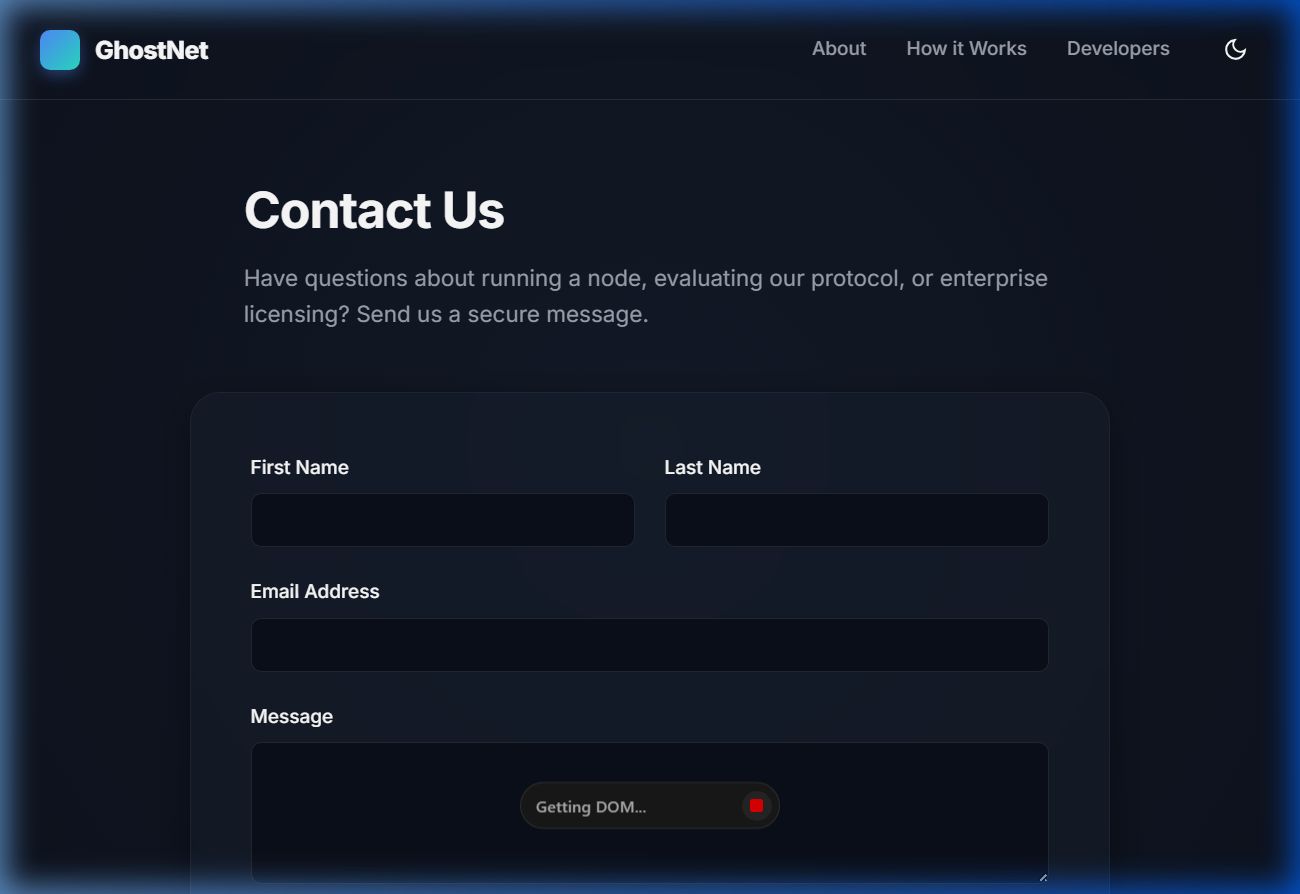 GhostNet
About
How it Works
Developers
Contact Us
Have questions about running a node, evaluating our protocol, or enterprise
licensing? Send us a secure message.
First Name
Last Name
Email Address
Message
Getting DOM...